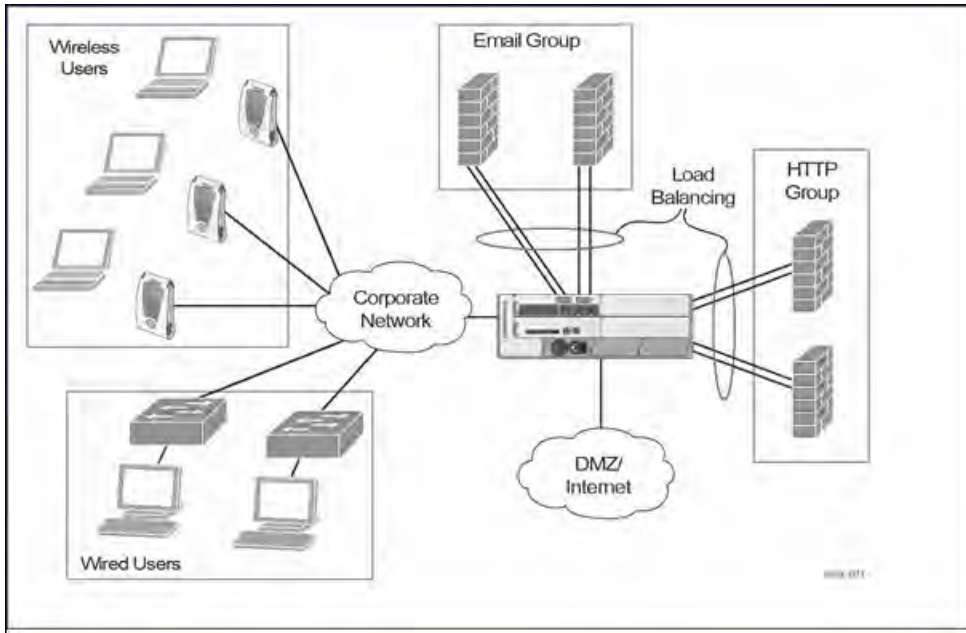 Wireless
Users
Email Group
Load
Balancing
HTTP
Group
Corporate
Network
DMZ/
Internet
Wired Users